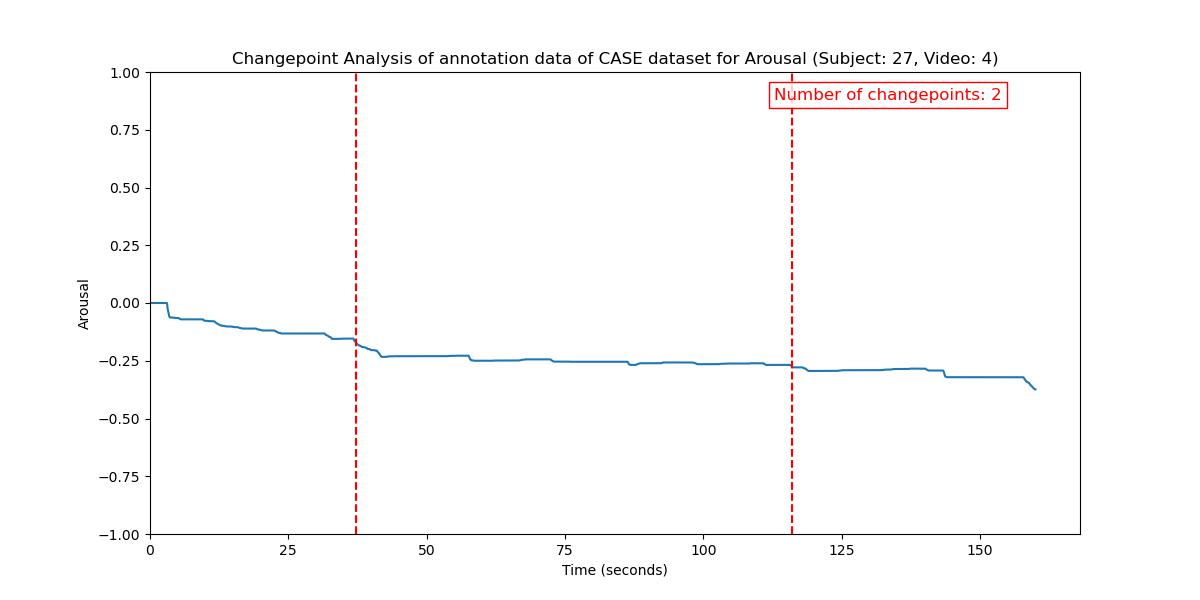 Changepoint Analysis of annotation data of CASE dataset for Arousal (Subject: 27, Video: 4)
Number of changepoints: 2
1.00
0.75
0.50
0.25
0.00
−0.25
−0.50
−0.75
−1.00
Arousal
0 25 50 75 100 125 150
Time (seconds)